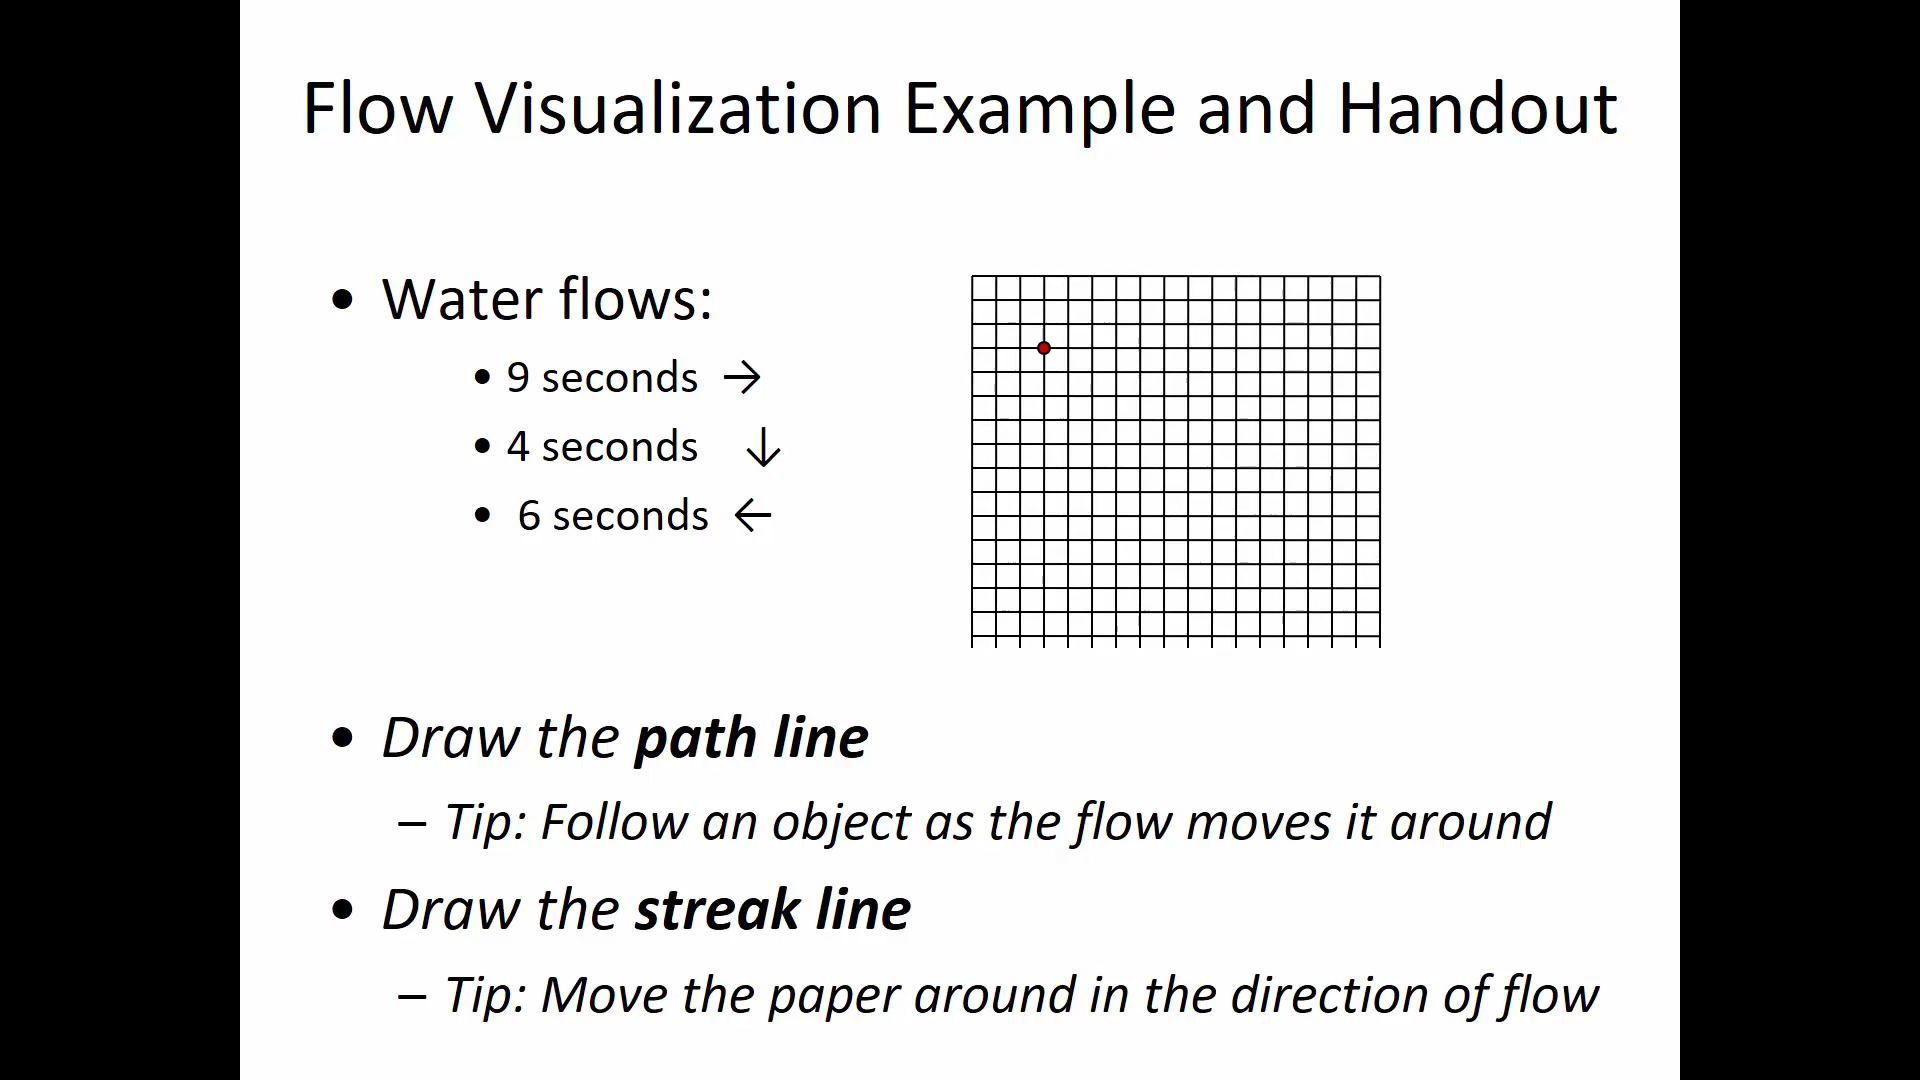 Flow Visualization Example and Handout
• Water flows:
• 9 seconds →
• 4 seconds ↓
• 6 seconds ←
• Draw the path line
– Tip: Follow an object as the flow moves it around
• Draw the streak line
– Tip: Move the paper around in the direction of flow